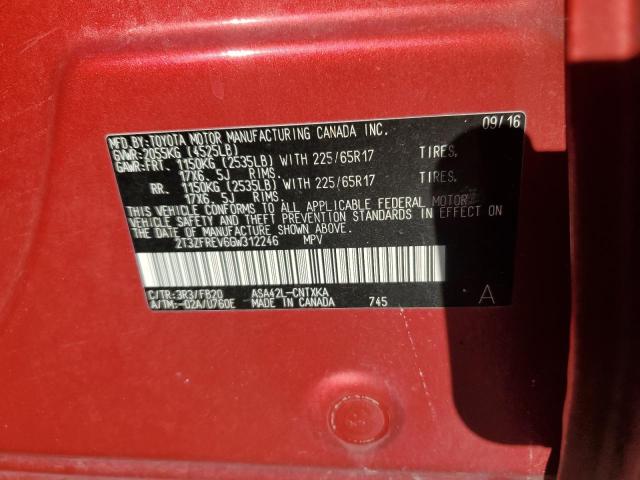 MFD.BY:TOYOTA MOTOR MANUFACTURING CANADA INC. 09/16
GVWR:2055KG (4525LB)
GAWR:FRT. 1150KG (2535LB) WITH 225/65R17 TIRES,
17X6.5J RIMS.
RR. 1150KG (2535LB) WITH 225/65R17 TIRES,
17X6.5J RIMS.
THIS VEHICLE CONFORMS TO ALL APPLICABLE FEDERAL MOTOR
VEHICLE SAFETY AND THEFT PREVENTION STANDARDS IN EFFECT ON
THE DATE OF MANUFACTURE SHOWN ABOVE.
2T3ZFREV6GW312246 MPV
C/TR:3R3/FB20 ASA42L-CNTXKA A
A/TM:-02A/U760E MADE IN CANADA 745